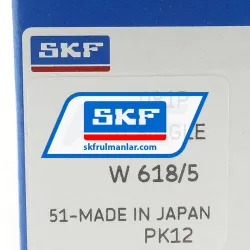 SKF
SKF
skfrulmanlar.com
W 618/5
51-MADE IN JAPAN
PK12